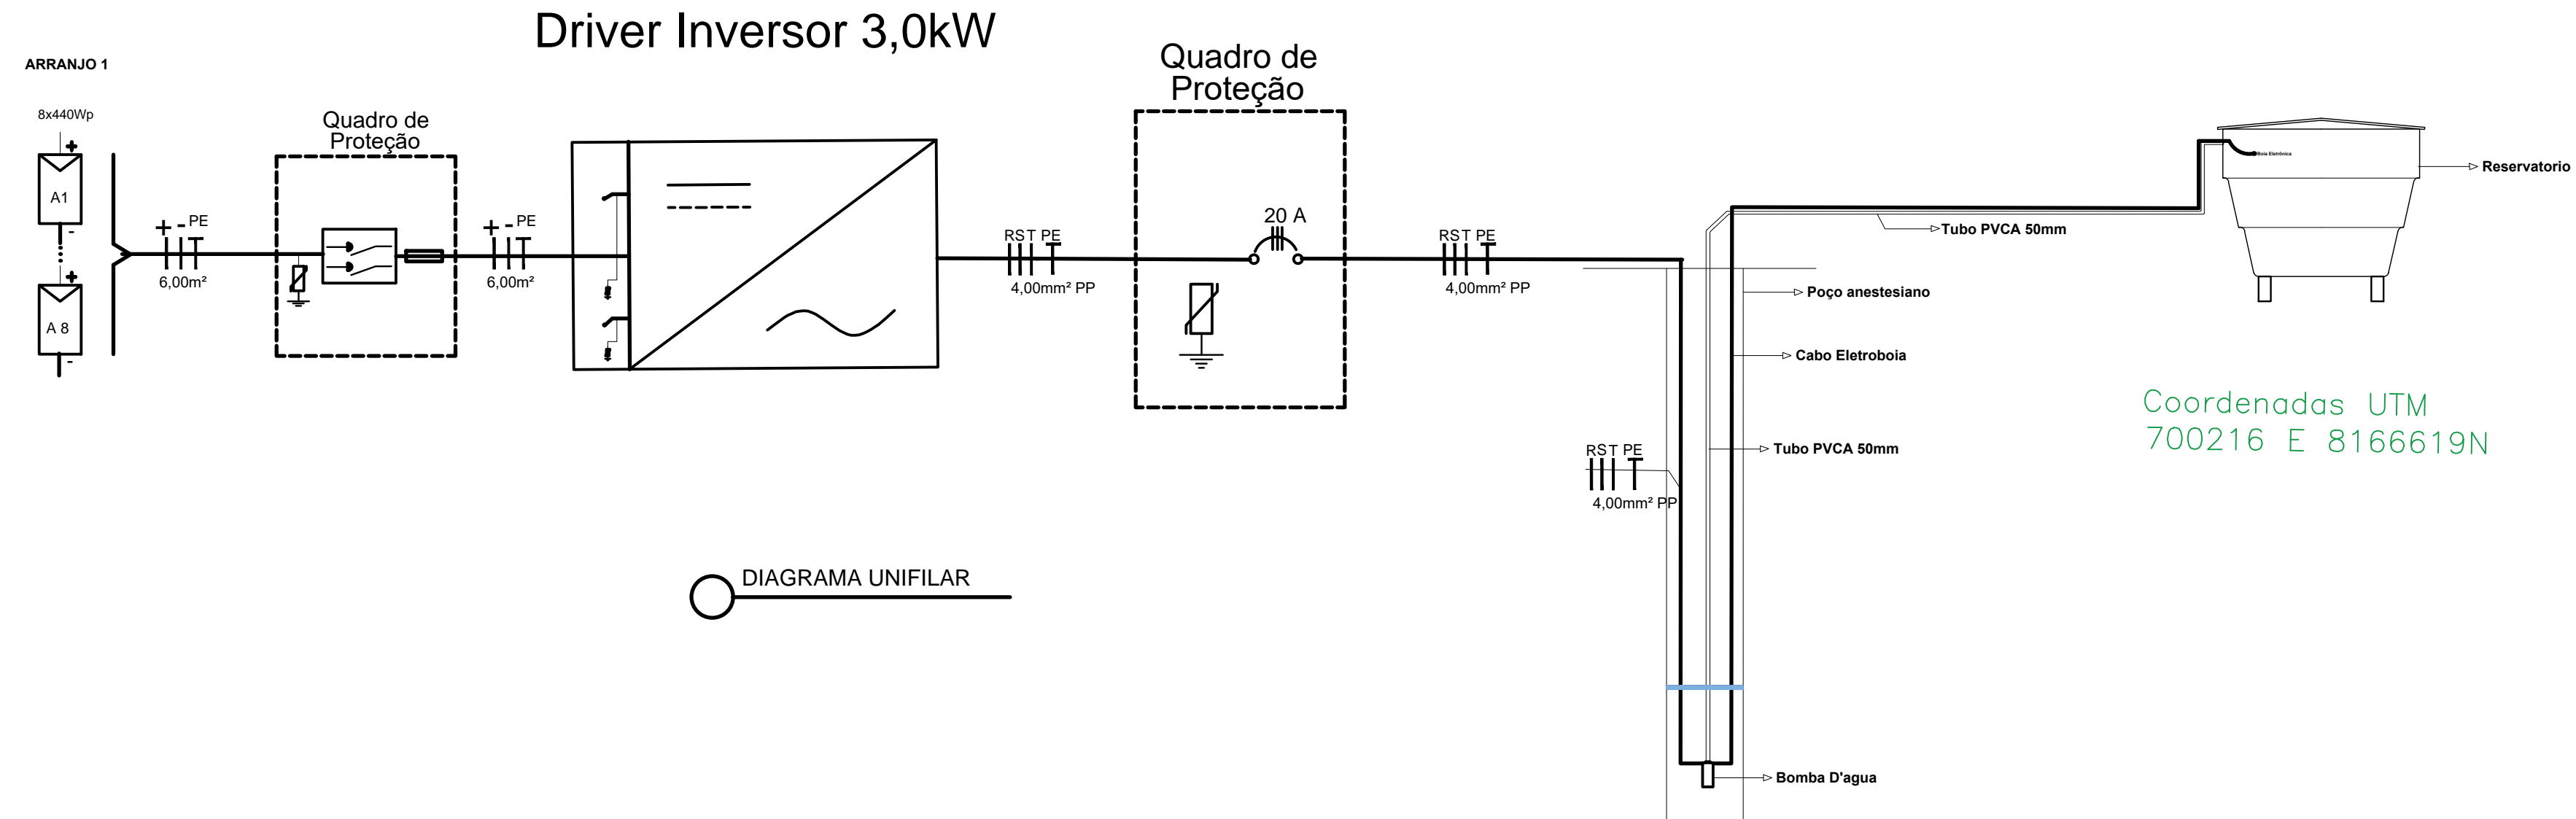 Driver Inversor 3,0kW
ARRANJO 1
8x440Wp
+
A1
-
+
A 8
-
+ - PE
6,00m²
Quadro de
Proteção
+ - PE
6,00m²
RST PE
4,00mm² PP
Quadro de
Proteção
20 A
RST PE
4,00mm² PP
RST PE
4,00mm² PP
Boia Eletrônica
Reservatorio
Tubo PVCA 50mm
Poço anestesiano
Cabo Eletroboia
Tubo PVCA 50mm
Bomba D'agua
Coordenadas UTM
700216 E 8166619N
DIAGRAMA UNIFILAR